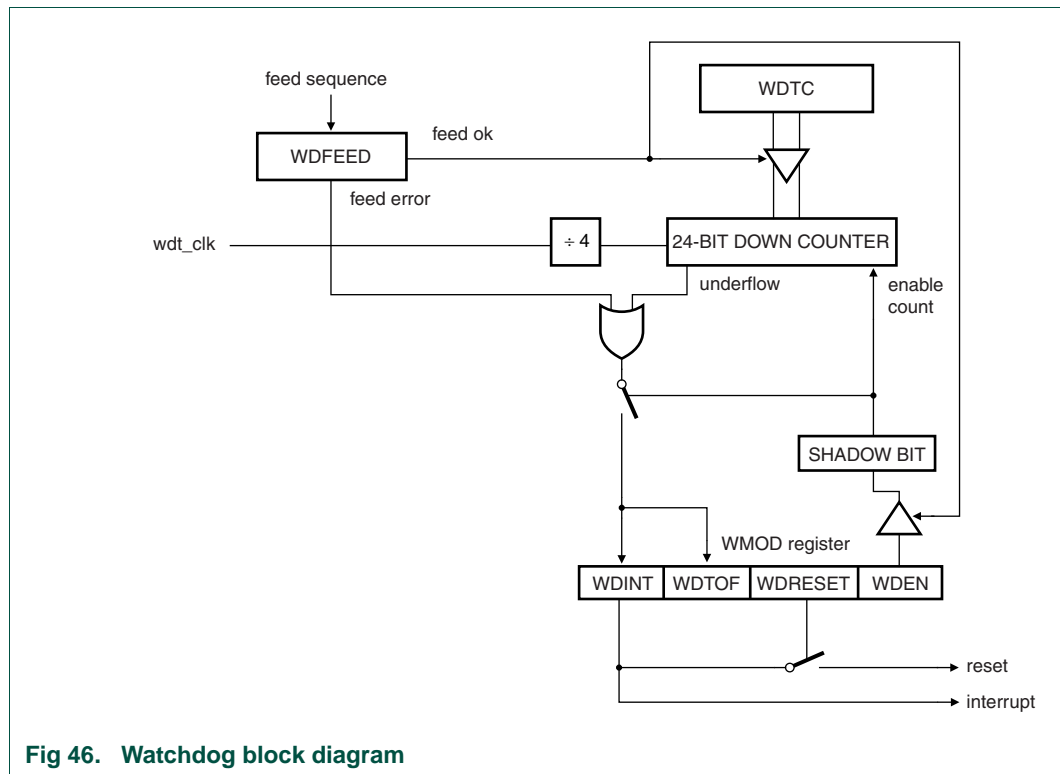 feed sequence
WDTC
feed ok
WDFEED
feed error
wdt_clk
÷ 4
24-BIT DOWN COUNTER
underflow
enable
count
SHADOW BIT
WMOD register
WDINT
WDTOF
WDRESET
WDEN
reset
interrupt
Fig 46. Watchdog block diagram